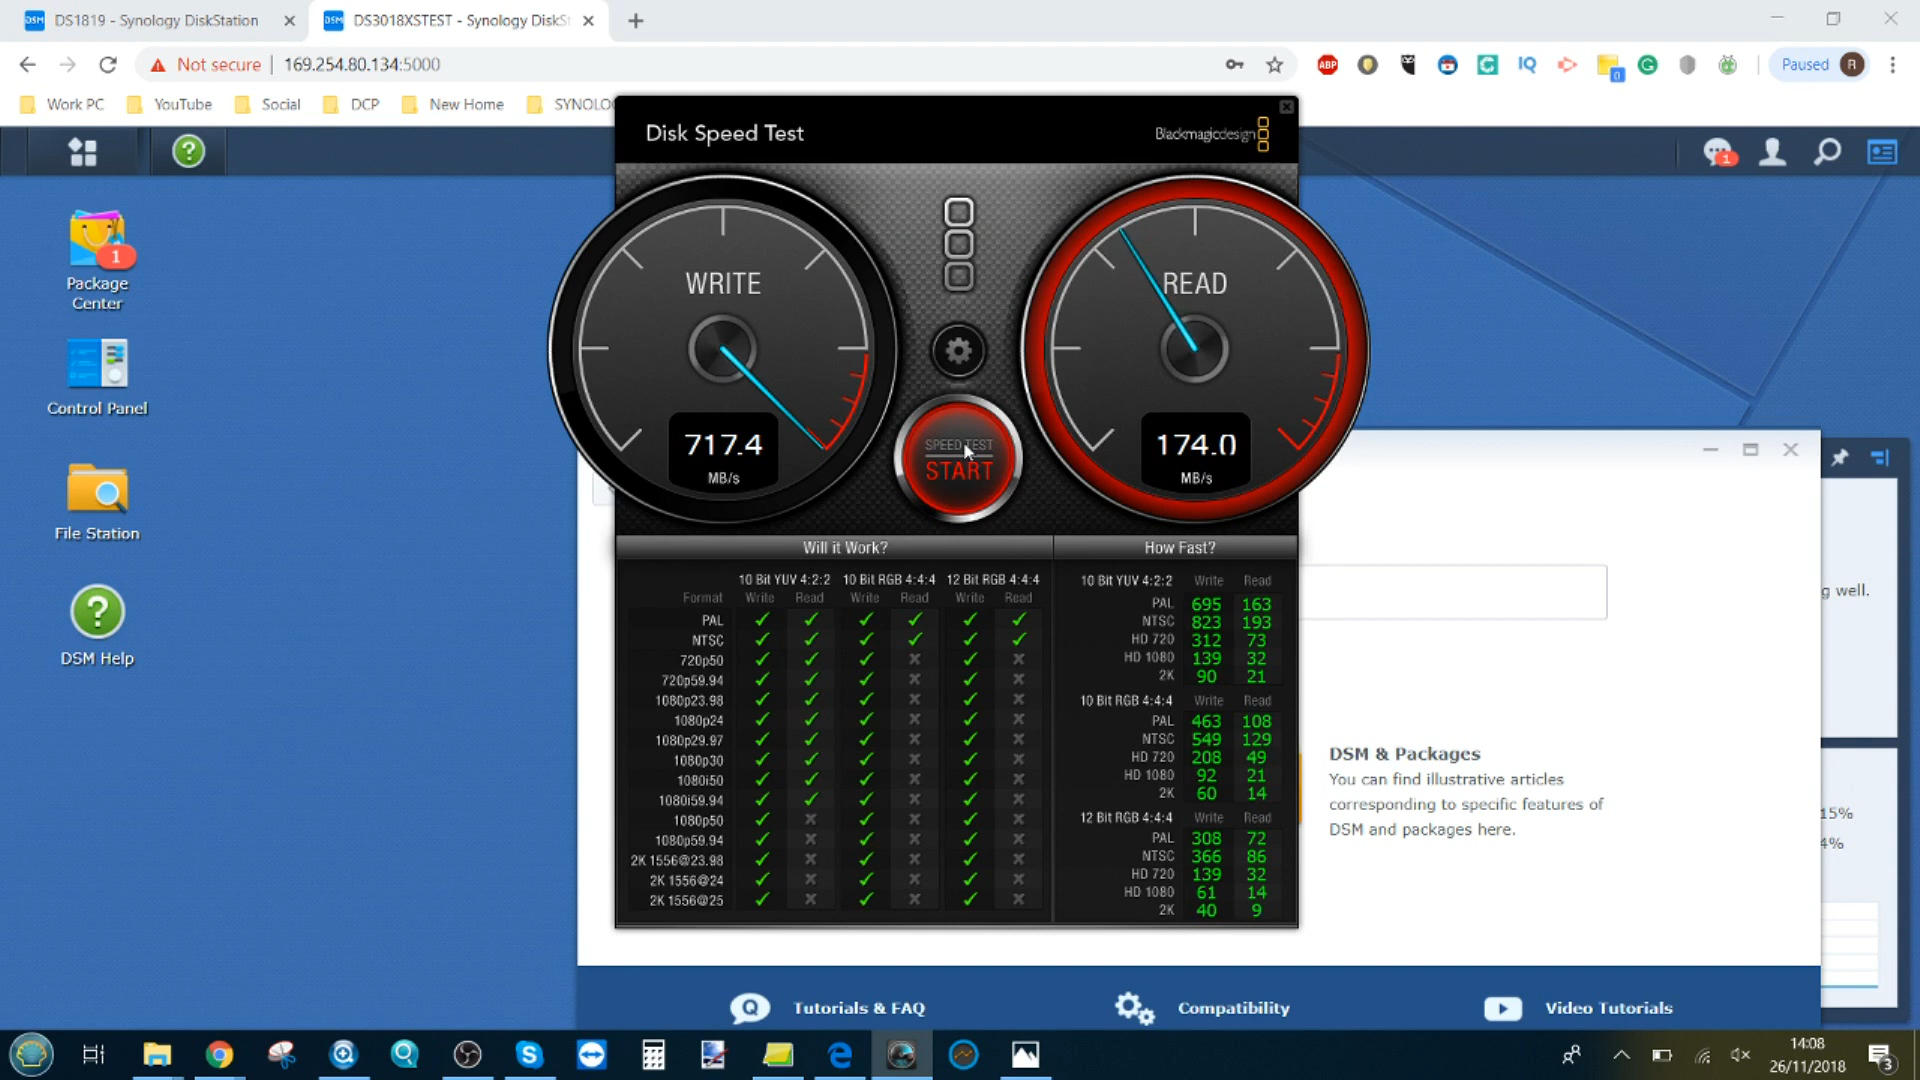 DS1819 - Synology DiskStation
DS3018XSTEST - Synology DiskSt
Not secure
169.254.80.134:5000
ABP
IQ
0
Paused
R
Work PC
YouTube
Social
DCP
New Home
SYNOLO
Disk Speed Test
Blackmagicdesign
1
1
Package
Center
Control Panel
File Station
DSM Help
WRITE
717.4
MB/s
SPEED TEST
START
READ
174.0
MB/s
Will it Work?
How Fast?
10 Bit YUV 4:2:2 10 Bit RGB 4:4:4 12 Bit RGB 4:4:4
Format Write Read Write Read Write Read
PAL
NTSC
720p50
720p59.94
1080p23.98
1080p24
1080p29.97
1080p30
1080i50
1080i59.94
1080p50
1080p59.94
2K 1556@23.98
2K 1556@24
2K 1556@25
10 Bit YUV 4:2:2 Write Read
PAL 695 163
NTSC 823 193
HD 720 312 73
HD 1080 139 32
2K 90 21
10 Bit RGB 4:4:4 Write Read
PAL 463 108
NTSC 549 129
HD 720 208 49
HD 1080 92 21
2K 60 14
12 Bit RGB 4:4:4 Write Read
PAL 308 72
NTSC 366 86
HD 720 139 32
HD 1080 61 14
2K 40 9
g well.
15%
4%
DSM & Packages
You can find illustrative articles
corresponding to specific features of
DSM and packages here.
Tutorials & FAQ
Compatibility
Video Tutorials
14:08
26/11/2018
3